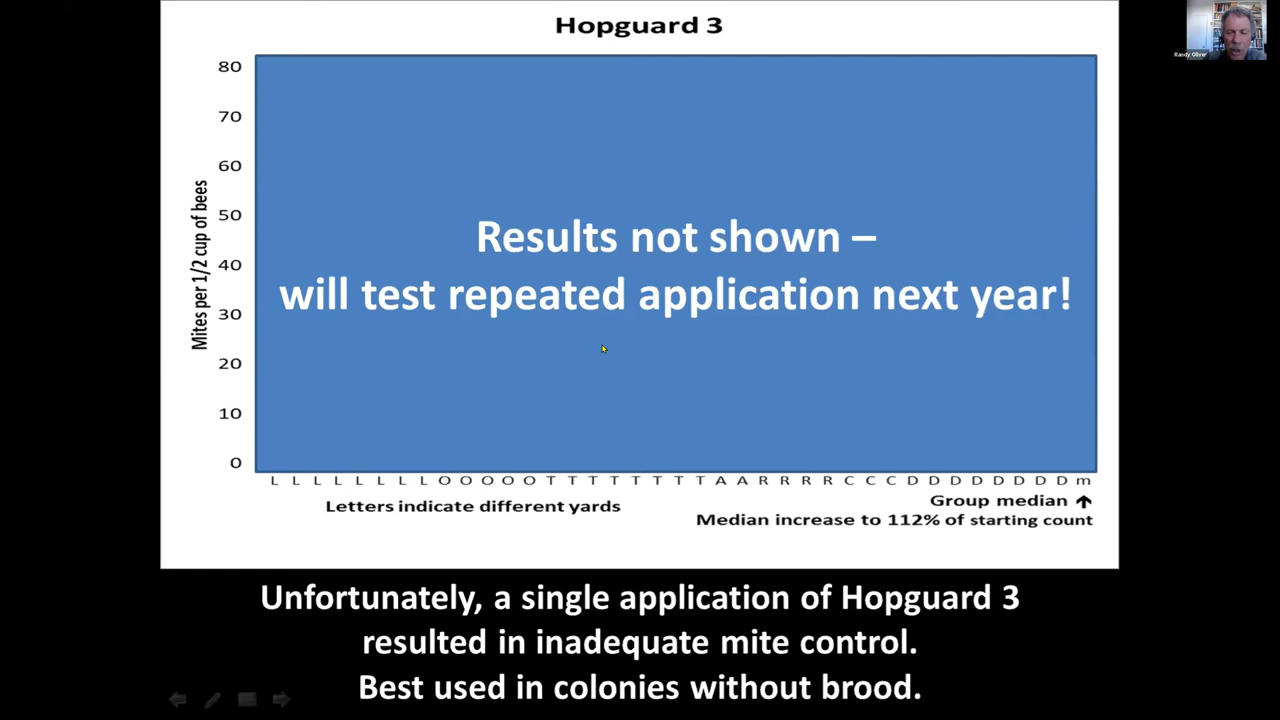 Hopguard 3
Randy Oliver
80
70
60
50
40
30
20
10
0
Mites per 1/2 cup of bees
Results not shown –
will test repeated application next year!
L L L L L L L L O O O O O T T T T T T T T A A R R R R C C C D D D D D D D D m
Letters indicate different yards
Group median ↑
Median increase to 112% of starting count
Unfortunately, a single application of Hopguard 3
resulted in inadequate mite control.
Best used in colonies without brood.